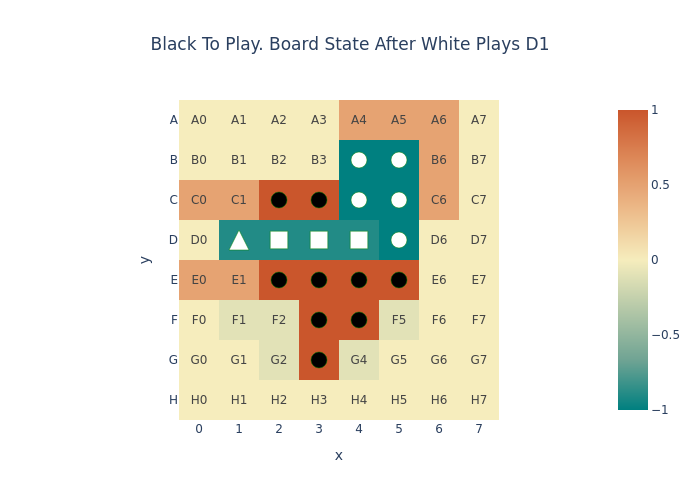 Black To Play. Board State After White Plays D1
A A0 A1 A2 A3 A4 A5 A6 A7
B B0 B1 B2 B3 B6 B7
C C0 C1 C6 C7
D D0 D6 D7
E E0 E1 E6 E7
F F0 F1 F2 F5 F6 F7
G G0 G1 G2 G4 G5 G6 G7
H H0 H1 H2 H3 H4 H5 H6 H7
0 1 2 3 4 5 6 7
x
y
1
0.5
0
−0.5
−1